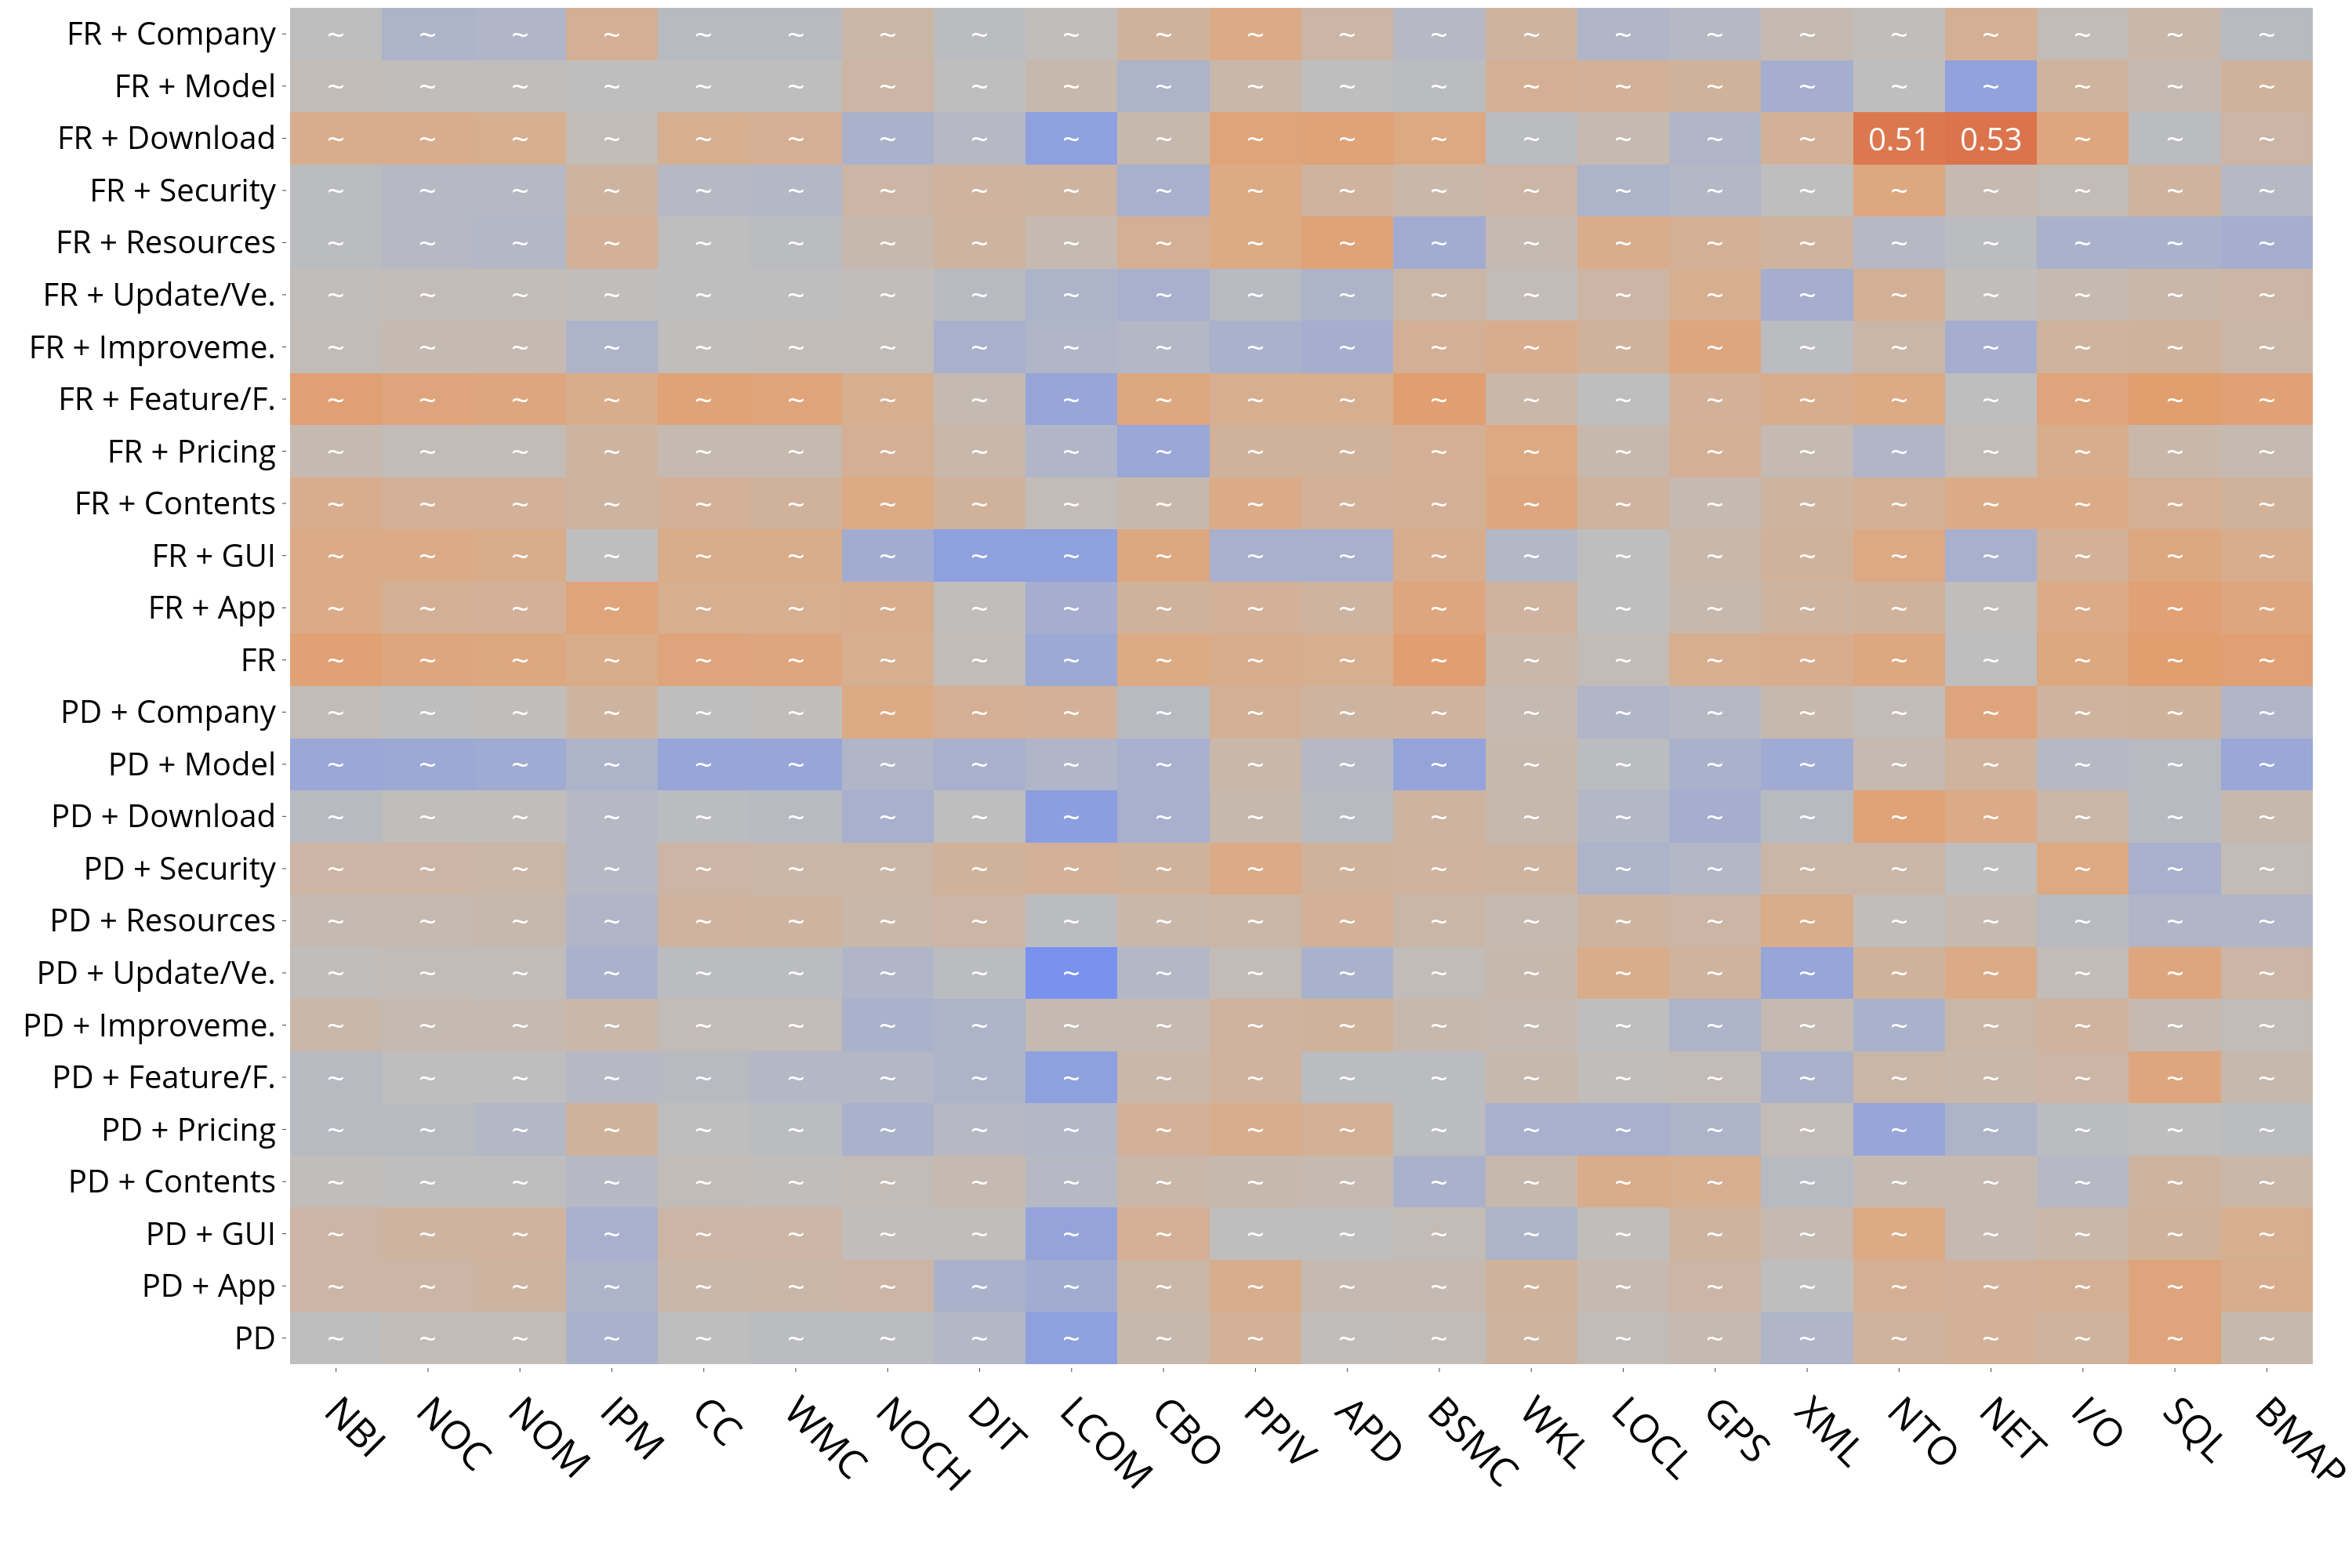 FR + Company ~ ~ ~ ~ ~ ~ ~ ~ ~ ~ ~ ~ ~ ~ ~ ~ ~ ~ ~ ~ ~ ~
FR + Model ~ ~ ~ ~ ~ ~ ~ ~ ~ ~ ~ ~ ~ ~ ~ ~ ~ ~ ~ ~ ~ ~
FR + Download ~ ~ ~ ~ ~ ~ ~ ~ ~ ~ ~ ~ ~ ~ ~ ~ ~ 0.51 0.53 ~ ~ ~
FR + Security ~ ~ ~ ~ ~ ~ ~ ~ ~ ~ ~ ~ ~ ~ ~ ~ ~ ~ ~ ~ ~ ~
FR + Resources ~ ~ ~ ~ ~ ~ ~ ~ ~ ~ ~ ~ ~ ~ ~ ~ ~ ~ ~ ~ ~ ~
FR + Update/Ve. ~ ~ ~ ~ ~ ~ ~ ~ ~ ~ ~ ~ ~ ~ ~ ~ ~ ~ ~ ~ ~ ~
FR + Improveme. ~ ~ ~ ~ ~ ~ ~ ~ ~ ~ ~ ~ ~ ~ ~ ~ ~ ~ ~ ~ ~ ~
FR + Feature/F. ~ ~ ~ ~ ~ ~ ~ ~ ~ ~ ~ ~ ~ ~ ~ ~ ~ ~ ~ ~ ~ ~
FR + Pricing ~ ~ ~ ~ ~ ~ ~ ~ ~ ~ ~ ~ ~ ~ ~ ~ ~ ~ ~ ~ ~ ~
FR + Contents ~ ~ ~ ~ ~ ~ ~ ~ ~ ~ ~ ~ ~ ~ ~ ~ ~ ~ ~ ~ ~ ~
FR + GUI ~ ~ ~ ~ ~ ~ ~ ~ ~ ~ ~ ~ ~ ~ ~ ~ ~ ~ ~ ~ ~ ~
FR + App ~ ~ ~ ~ ~ ~ ~ ~ ~ ~ ~ ~ ~ ~ ~ ~ ~ ~ ~ ~ ~ ~
FR ~ ~ ~ ~ ~ ~ ~ ~ ~ ~ ~ ~ ~ ~ ~ ~ ~ ~ ~ ~ ~ ~
PD + Company ~ ~ ~ ~ ~ ~ ~ ~ ~ ~ ~ ~ ~ ~ ~ ~ ~ ~ ~ ~ ~ ~
PD + Model ~ ~ ~ ~ ~ ~ ~ ~ ~ ~ ~ ~ ~ ~ ~ ~ ~ ~ ~ ~ ~ ~
PD + Download ~ ~ ~ ~ ~ ~ ~ ~ ~ ~ ~ ~ ~ ~ ~ ~ ~ ~ ~ ~ ~ ~
PD + Security ~ ~ ~ ~ ~ ~ ~ ~ ~ ~ ~ ~ ~ ~ ~ ~ ~ ~ ~ ~ ~ ~
PD + Resources ~ ~ ~ ~ ~ ~ ~ ~ ~ ~ ~ ~ ~ ~ ~ ~ ~ ~ ~ ~ ~ ~
PD + Update/Ve. ~ ~ ~ ~ ~ ~ ~ ~ ~ ~ ~ ~ ~ ~ ~ ~ ~ ~ ~ ~ ~ ~
PD + Improveme. ~ ~ ~ ~ ~ ~ ~ ~ ~ ~ ~ ~ ~ ~ ~ ~ ~ ~ ~ ~ ~ ~
PD + Feature/F. ~ ~ ~ ~ ~ ~ ~ ~ ~ ~ ~ ~ ~ ~ ~ ~ ~ ~ ~ ~ ~ ~
PD + Pricing ~ ~ ~ ~ ~ ~ ~ ~ ~ ~ ~ ~ ~ ~ ~ ~ ~ ~ ~ ~ ~ ~
PD + Contents ~ ~ ~ ~ ~ ~ ~ ~ ~ ~ ~ ~ ~ ~ ~ ~ ~ ~ ~ ~ ~ ~
PD + GUI ~ ~ ~ ~ ~ ~ ~ ~ ~ ~ ~ ~ ~ ~ ~ ~ ~ ~ ~ ~ ~ ~
PD + App ~ ~ ~ ~ ~ ~ ~ ~ ~ ~ ~ ~ ~ ~ ~ ~ ~ ~ ~ ~ ~ ~
PD ~ ~ ~ ~ ~ ~ ~ ~ ~ ~ ~ ~ ~ ~ ~ ~ ~ ~ ~ ~ ~ ~
NBI NOC NOM IPM CC WMC NOCH DIT LCOM CBO PPIV APD BSMC WKL LOCL GPS XML NTO NET I/O SQL BMAP